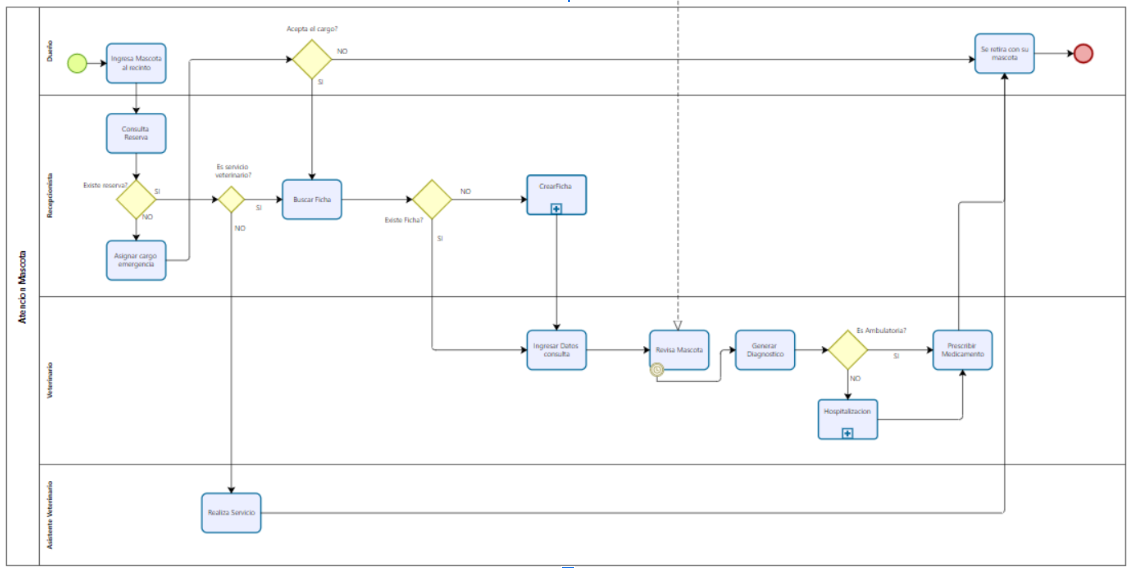 Atencion Mascota
Dueño
Ingresa Mascota
al recinto
Acepta el cargo?
NO
SI
Se retira con su
mascota
Recepcionista
Consulta
Reserva
Existe reserva?
SI
NO
Asignar cargo
emergencia
Es servicio
veterinario?
SI
NO
Buscar Ficha
Existe Ficha?
NO
SI
CrearFicha
Veterinario
Ingresar Datos
consulta
Revisa Mascota
Generar
Diagnostico
Es Ambulatoria?
SI
NO
Hospitalizacion
Prescribir
Medicamento
Asistente Veterinario
Realiza Servicio